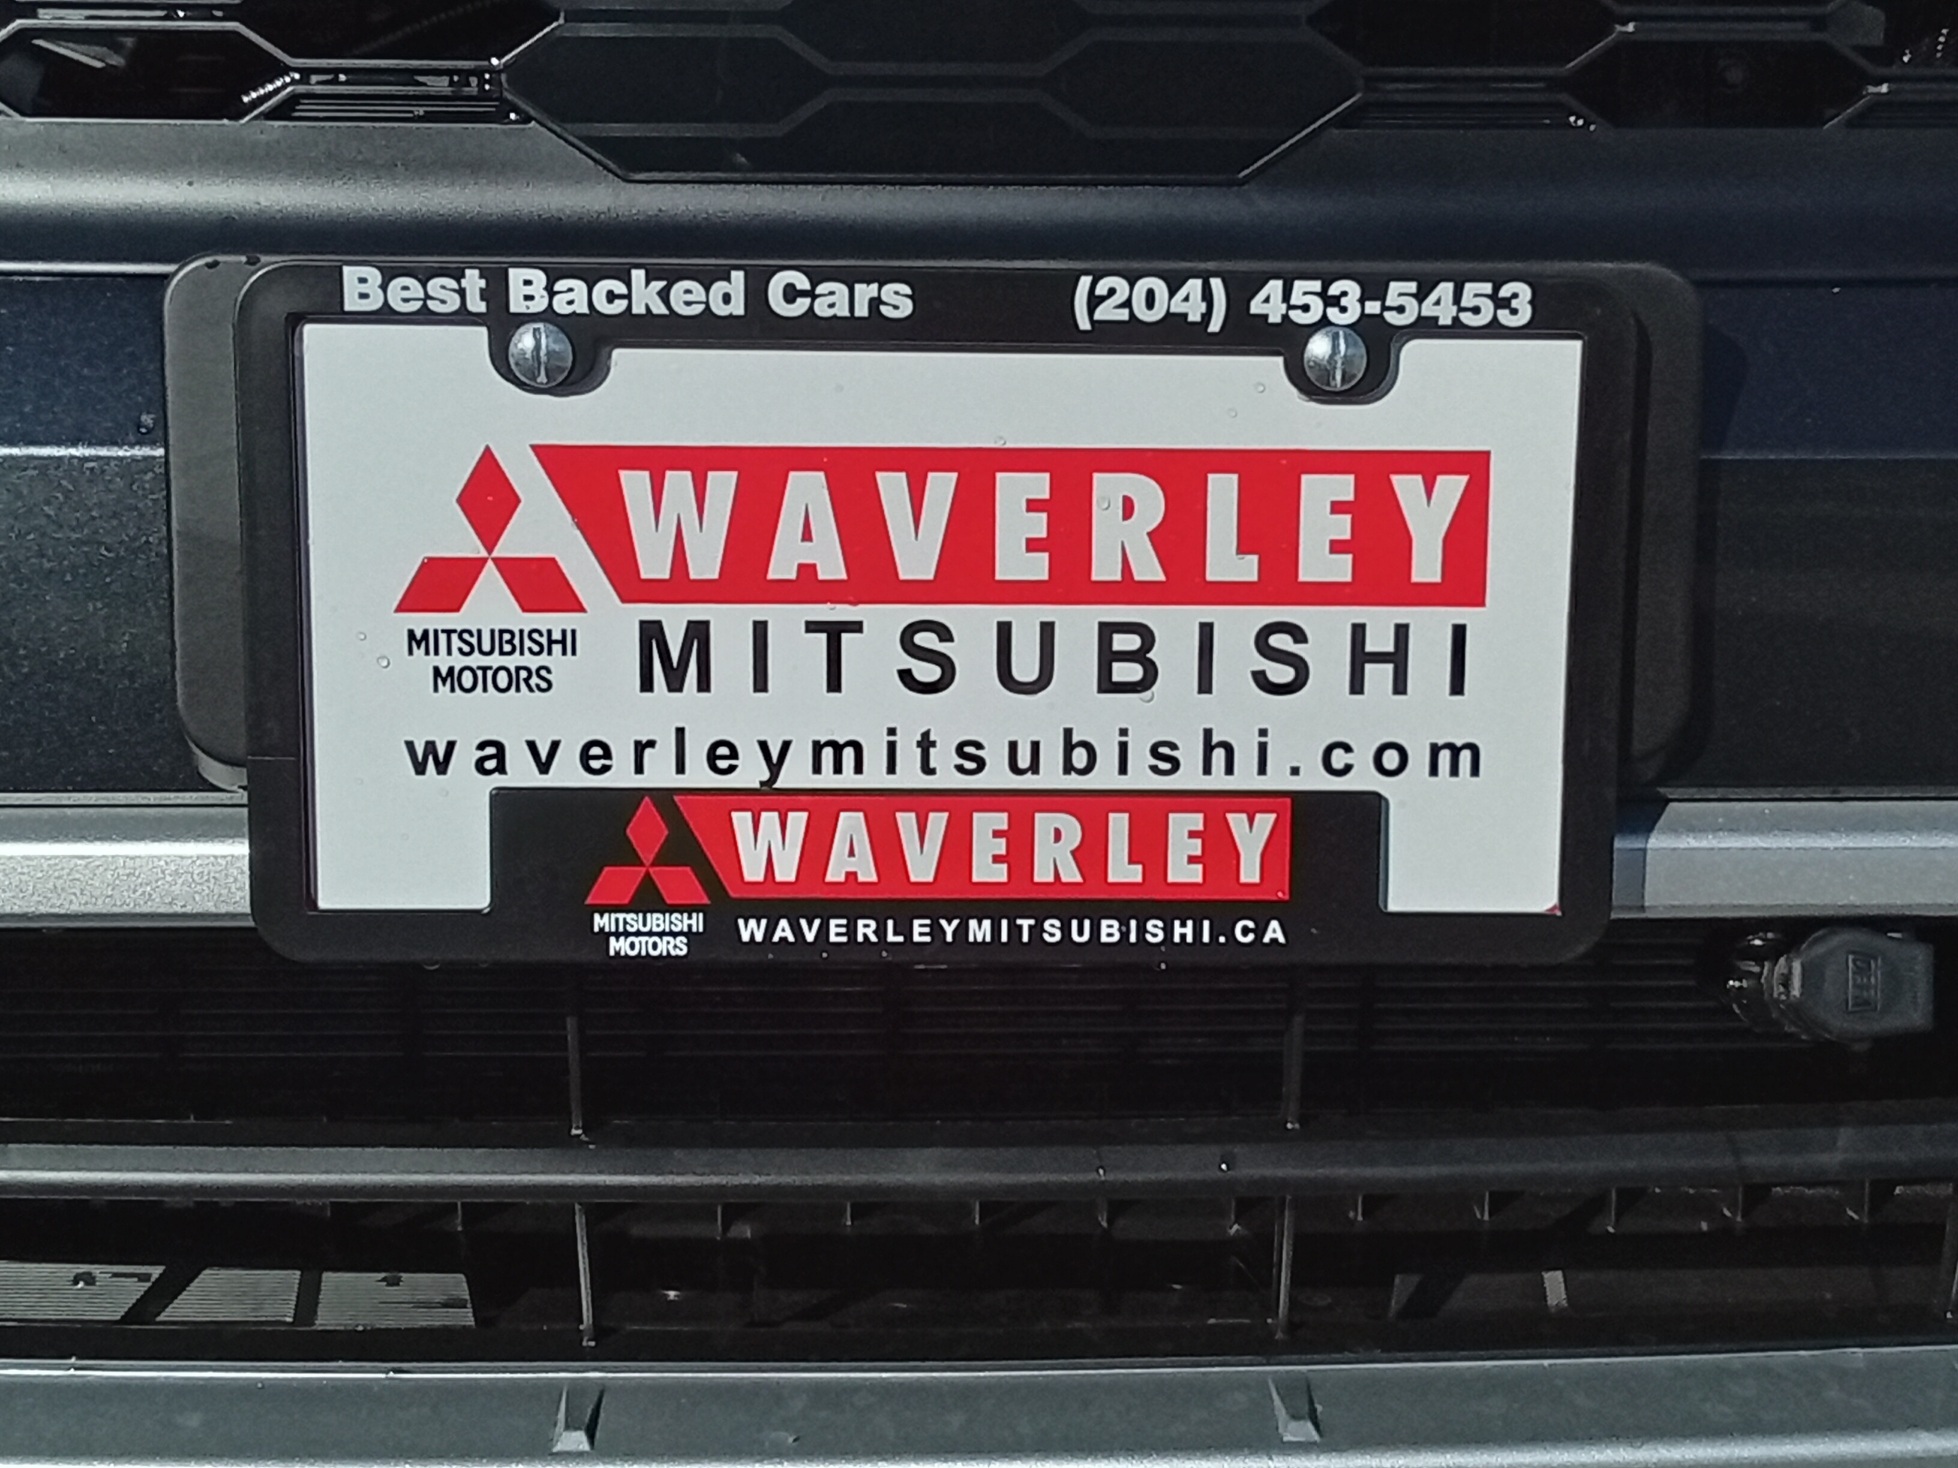 Best Backed Cars (204) 453-5453
WAVERLEY
MITSUBISHI
MITSUBISHI
MOTORS
waverleymitsubishi.com
WAVERLEY
MITSUBISHI
MOTORS
WAVERLEYMITSUBISHI.CA